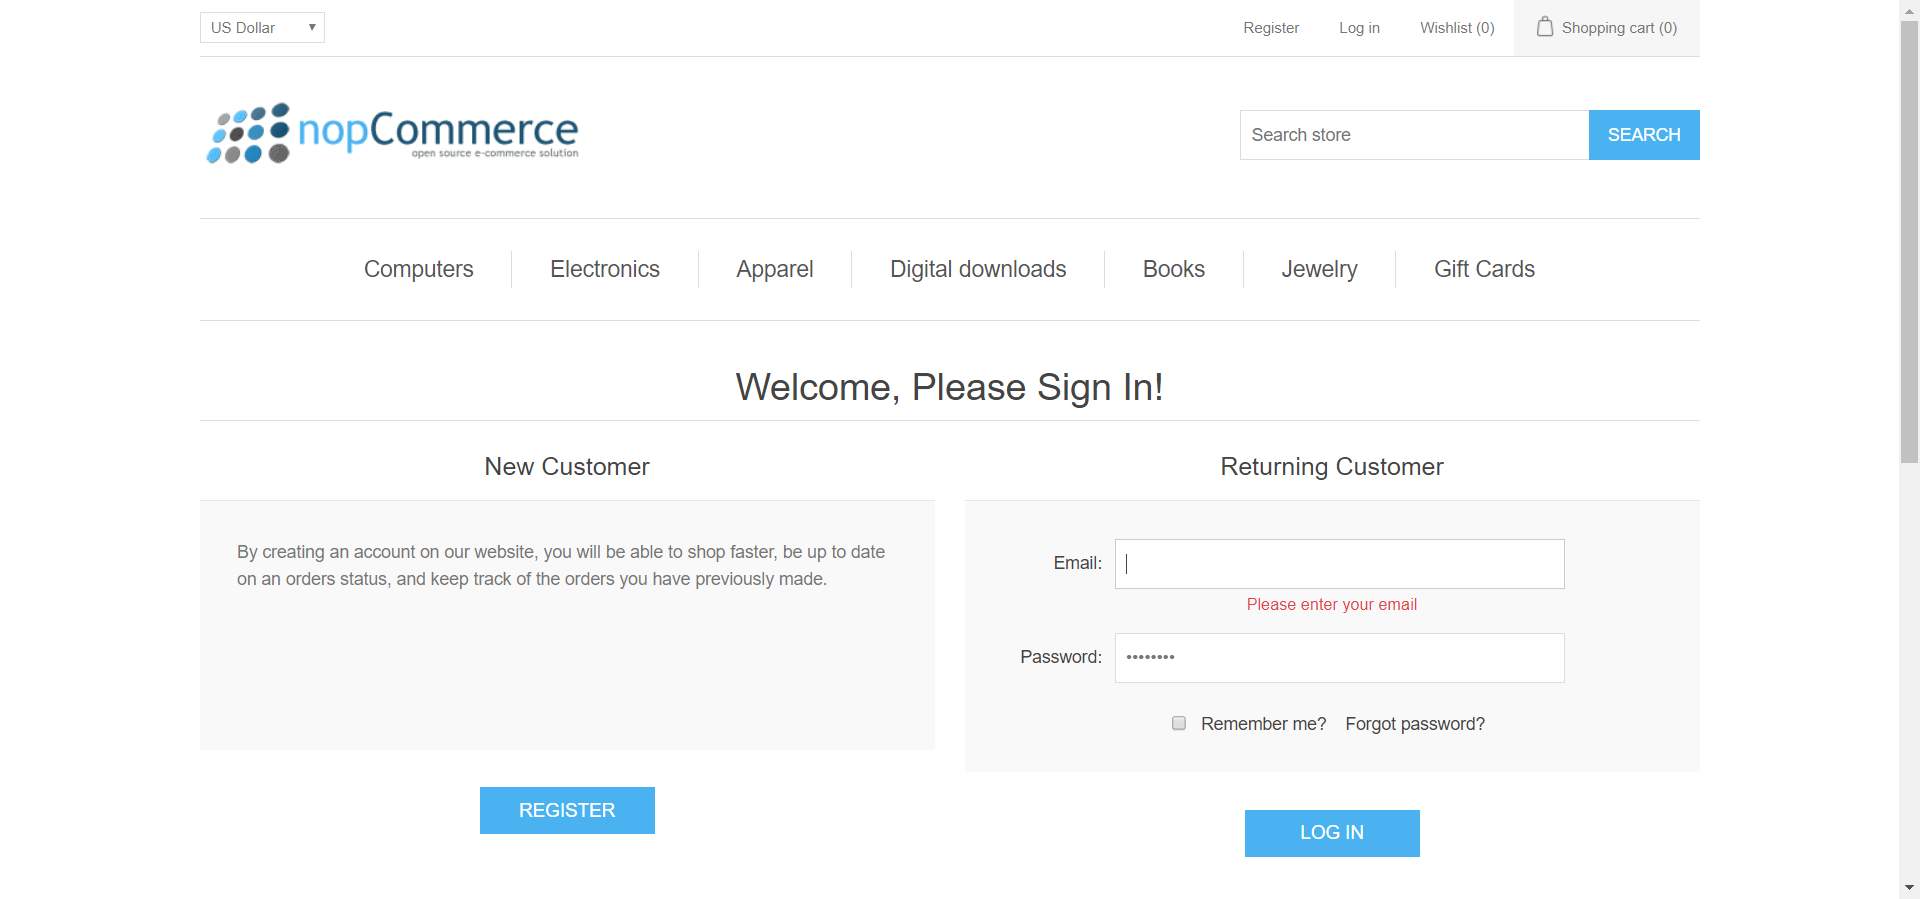 US Dollar
Register
Log in
Wishlist (0)
Shopping cart (0)
nopCommerce
open source e-commerce solution
Search store
SEARCH
Computers
Electronics
Apparel
Digital downloads
Books
Jewelry
Gift Cards
Welcome, Please Sign In!
New Customer
By creating an account on our website, you will be able to shop faster, be up to date
on an orders status, and keep track of the orders you have previously made.
REGISTER
Returning Customer
Email:
Please enter your email
Password:
••••••••
Remember me?
Forgot password?
LOG IN